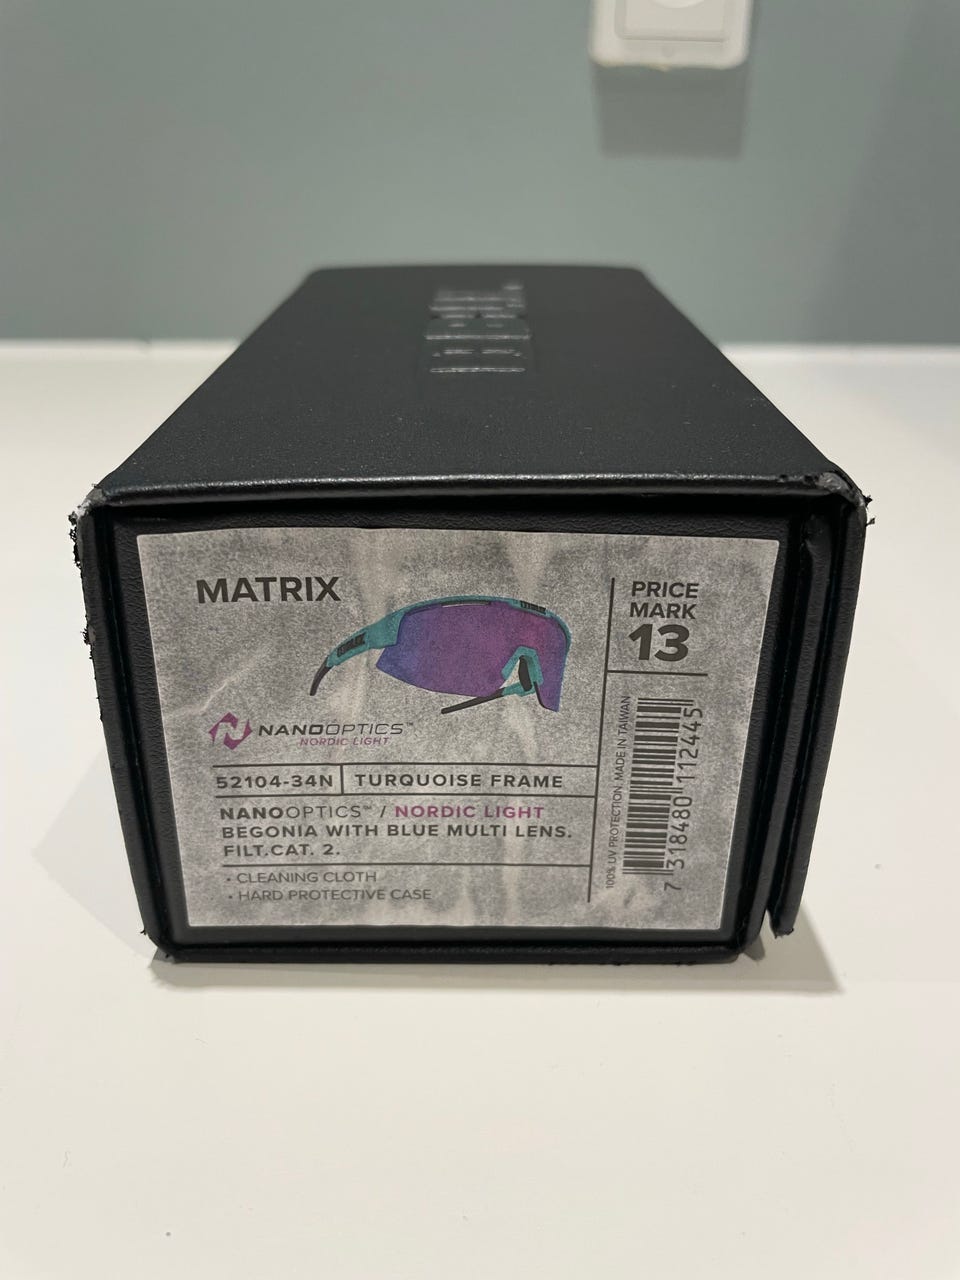 MATRIX
PRICE
MARK
13
NANOOPTICS™
NORDIC LIGHT
52104-34N
TURQUOISE FRAME
NANOOPTICS™ / NORDIC LIGHT
BEGONIA WITH BLUE MULTI LENS.
FILT.CAT. 2.
• CLEANING CLOTH
• HARD PROTECTIVE CASE
100% UV PROTECTION. MADE IN TAIWAN
7 318480 112445